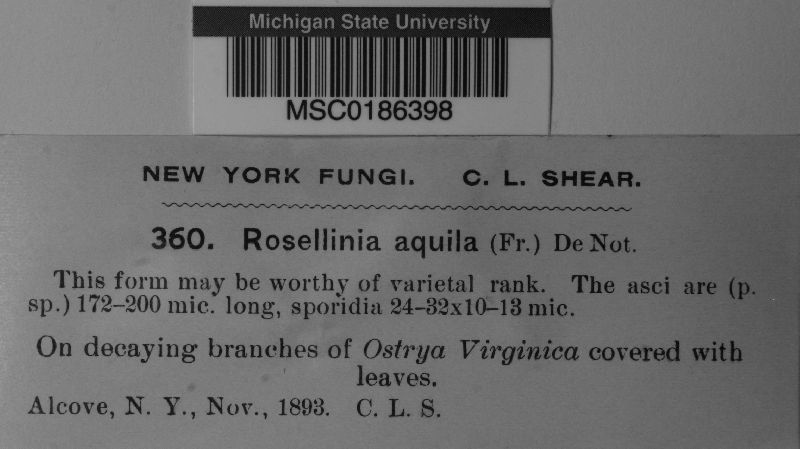 Michigan State University
MSC0186398
NEW YORK FUNGI. C. L. SHEAR.
360. Rosellinia aquila (Fr.) De Not.
This form may be worthy of varietal rank. The asci are (p.
sp.) 172–200 mic. long, sporidia 24–32x10–13 mic.
On decaying branches of Ostrya Virginica covered with
leaves.
Alcove, N. Y., Nov., 1893. C. L. S.